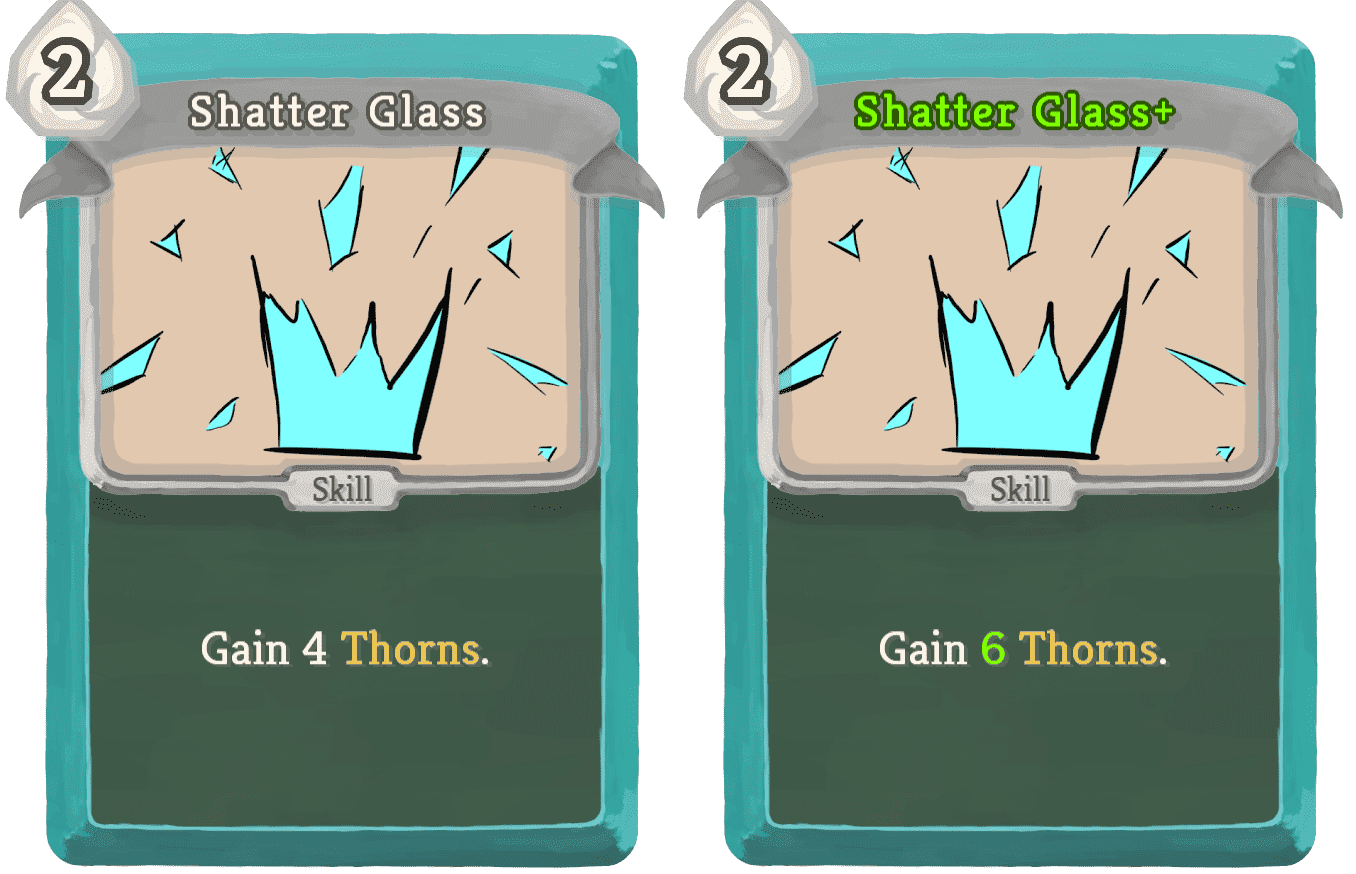 2
Shatter Glass
Skill
Gain 4 Thorns.
2
Shatter Glass+
Skill
Gain 6 Thorns.